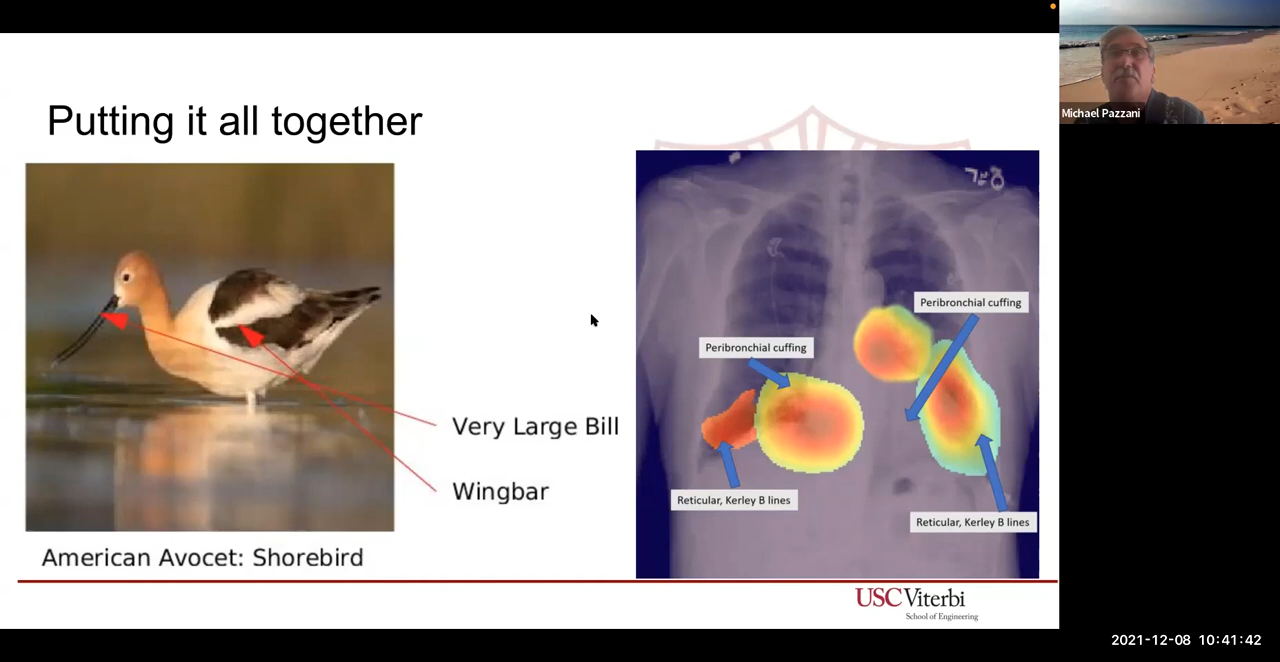 Michael Pazzani
Putting it all together
Very Large Bill
Wingbar
American Avocet: Shorebird
Peribronchial cuffing
Peribronchial cuffing
Reticular, Kerley B lines
Reticular, Kerley B lines
USC Viterbi
School of Engineering
2021-12-08 10:41:42